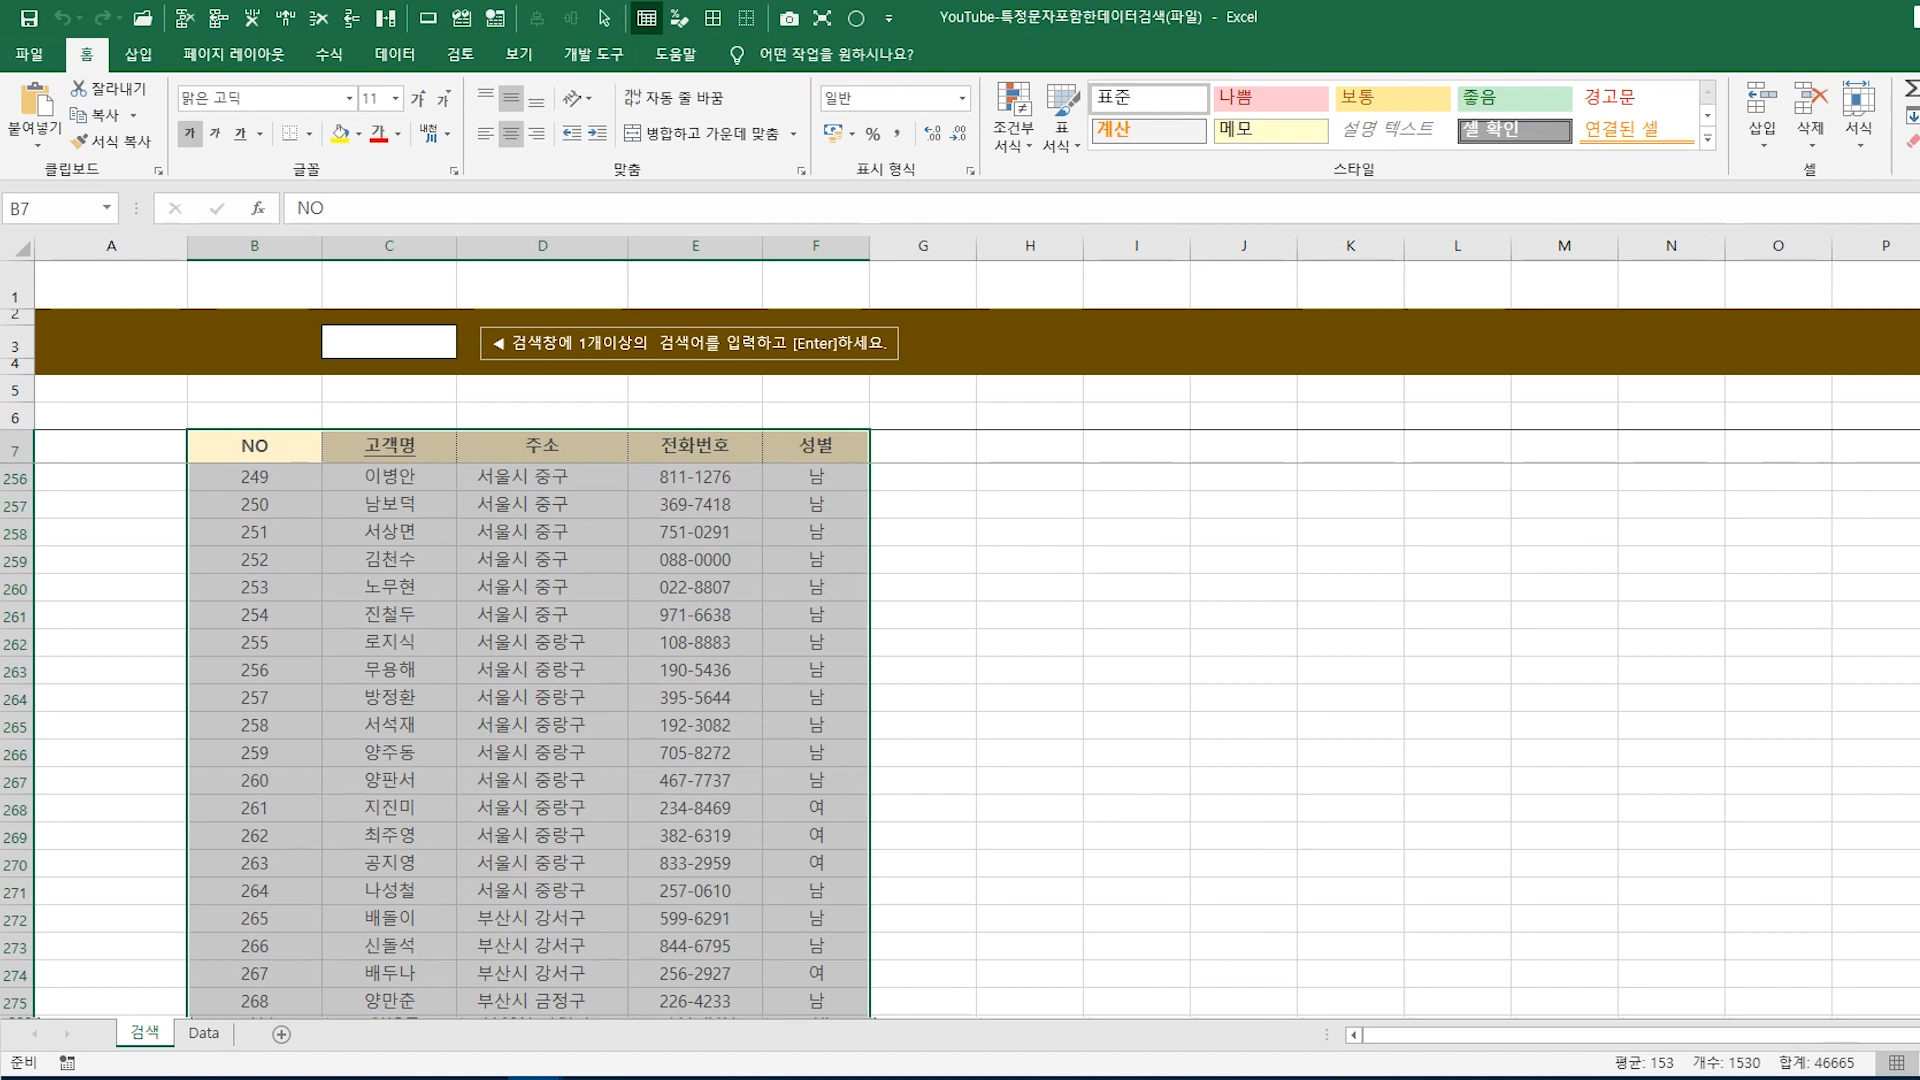 YouTube-특정문자포함한데이터검색(파일) - Excel
파일 홈 삽입 페이지 레이아웃 수식 데이터 검토 보기 개발 도구 도움말 어떤 작업을 원하시나요?
붙여넣기 잘라내기 복사 서식 복사 클립보드
맑은 고딕 11 가 가 가 가 가 가 내천 글꼴
자동 줄 바꿈 병합하고 가운데 맞춤 맞춤
일반 % , 표시 형식
조건부 서식 표 서식 표준 나쁨 보통 좋음 경고문
계산 메모 설명 텍스트 셀 확인 연결된 셀 스타일
삽입 삭제 서식 셀
B7 fx NO
A B C D E F G H I J K L M N O P
1
2
3 ◀ 검색창에 1개이상의 검색어를 입력하고 [Enter]하세요.
4
5
6
7 NO 고객명 주소 전화번호 성별
256 249 이병안 서울시 중구 811-1276 남
257 250 남보덕 서울시 중구 369-7418 남
258 251 서상면 서울시 중구 751-0291 남
259 252 김천수 서울시 중구 088-0000 남
260 253 노무현 서울시 중구 022-8807 남
261 254 진철두 서울시 중구 971-6638 남
262 255 로지식 서울시 중랑구 108-8883 남
263 256 무용해 서울시 중랑구 190-5436 남
264 257 방정환 서울시 중랑구 395-5644 남
265 258 서석재 서울시 중랑구 192-3082 남
266 259 양주동 서울시 중랑구 705-8272 남
267 260 양판서 서울시 중랑구 467-7737 남
268 261 지진미 서울시 중랑구 234-8469 여
269 262 최주영 서울시 중랑구 382-6319 여
270 263 공지영 서울시 중랑구 833-2959 여
271 264 나성철 서울시 중랑구 257-0610 남
272 265 배돌이 부산시 강서구 599-6291 남
273 266 신돌석 부산시 강서구 844-6795 남
274 267 배두나 부산시 강서구 256-2927 여
275 268 양만춘 부산시 금정구 226-4233 남
검색 Data
준비 평균: 153 개수: 1530 합계: 46665